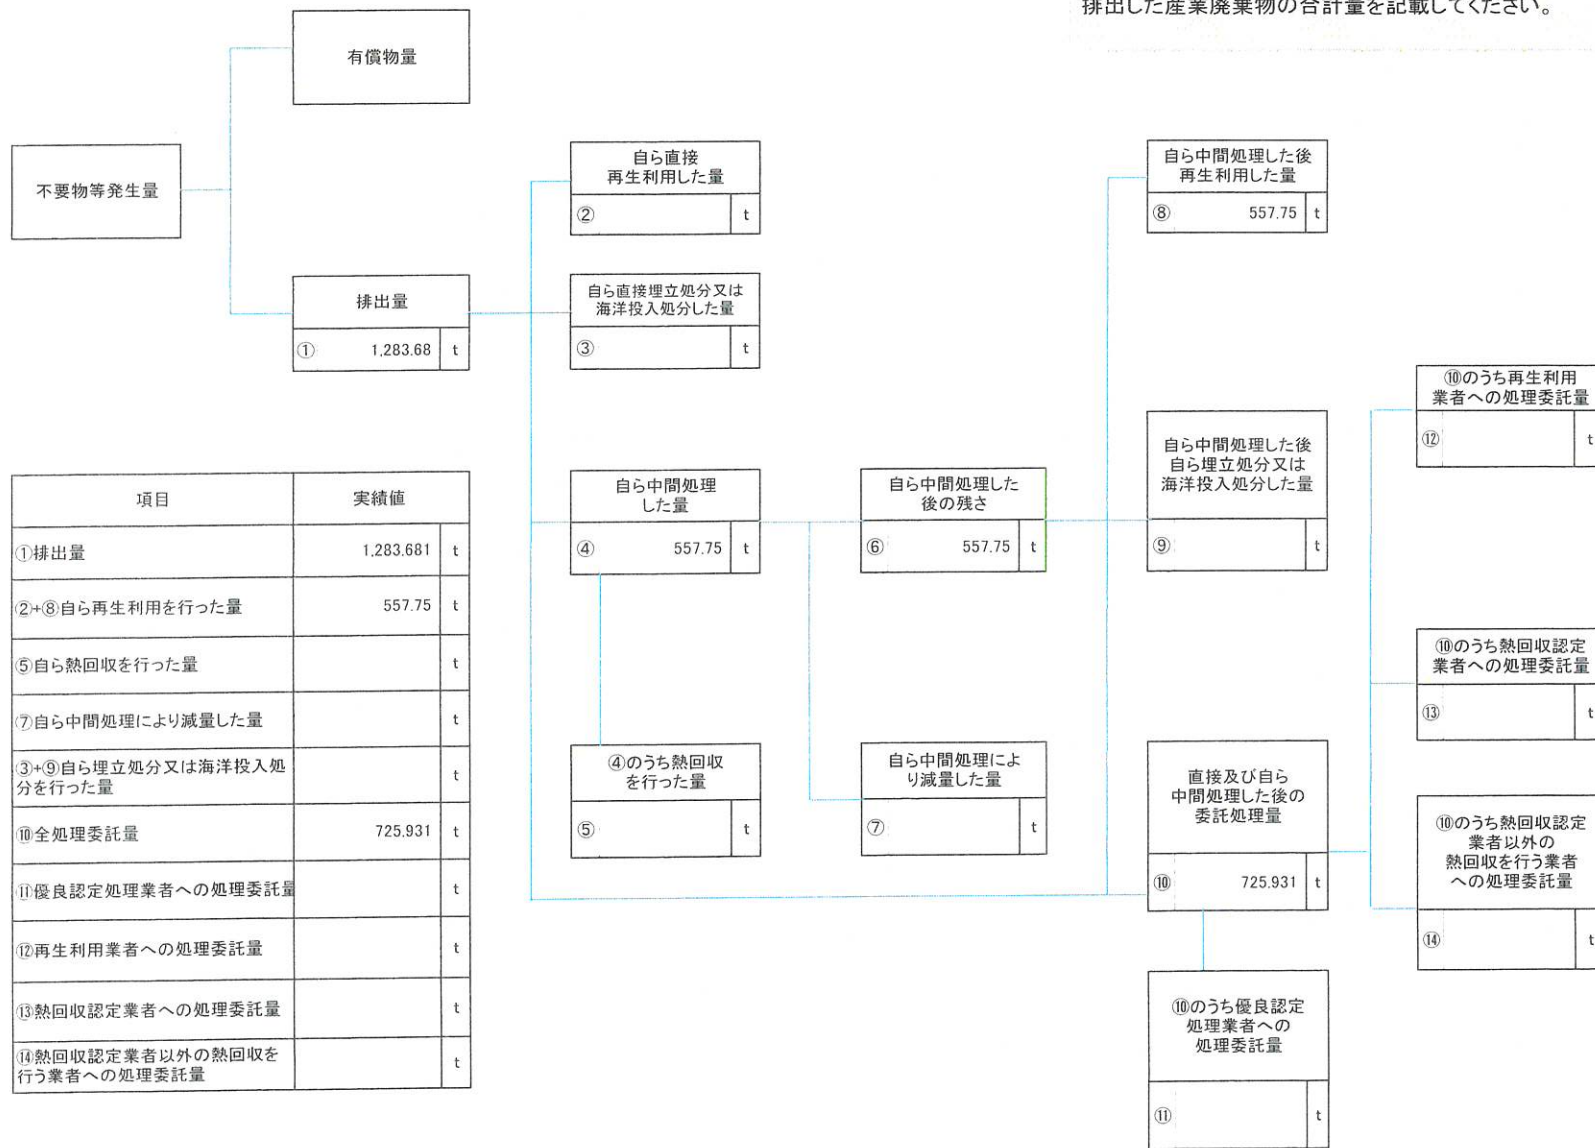 排出した産業廃棄物の合計量を記載してください。
有償物量
不要物等発生量
排出量
① 1,283.68 t
自ら直接
再生利用した量
② t
自ら直接埋立処分又は
海洋投入処分した量
③ t
自ら中間処理
した量
④ 557.75 t
④のうち熱回収
を行った量
⑤ t
自ら中間処理した
後の残さ
⑥ 557.75 t
自ら中間処理によ
り減量した量
⑦ t
自ら中間処理した後
再生利用した量
⑧ 557.75 t
自ら中間処理した後
自ら埋立処分又は
海洋投入処分した量
⑨ t
直接及び自ら
中間処理した後の
委託処理量
⑩ 725.931 t
⑩のうち優良認定
処理業者への
処理委託量
⑪ t
⑩のうち再生利用
業者への処理委託量
⑫ t
⑩のうち熱回収認定
業者への処理委託量
⑬ t
⑩のうち熱回収認定
業者以外の
熱回収を行う業者
への処理委託量
⑭ t
項目 実績値
①排出量 1,283.681 t
②+⑧自ら再生利用を行った量 557.75 t
⑤自ら熱回収を行った量 t
⑦自ら中間処理により減量した量 t
③+⑨自ら埋立処分又は海洋投入処
分を行った量 t
⑩全処理委託量 725.931 t
⑪優良認定処理業者への処理委託量 t
⑫再生利用業者への処理委託量 t
⑬熱回収認定業者への処理委託量 t
⑭熱回収認定業者以外の熱回収を
行う業者への処理委託量 t